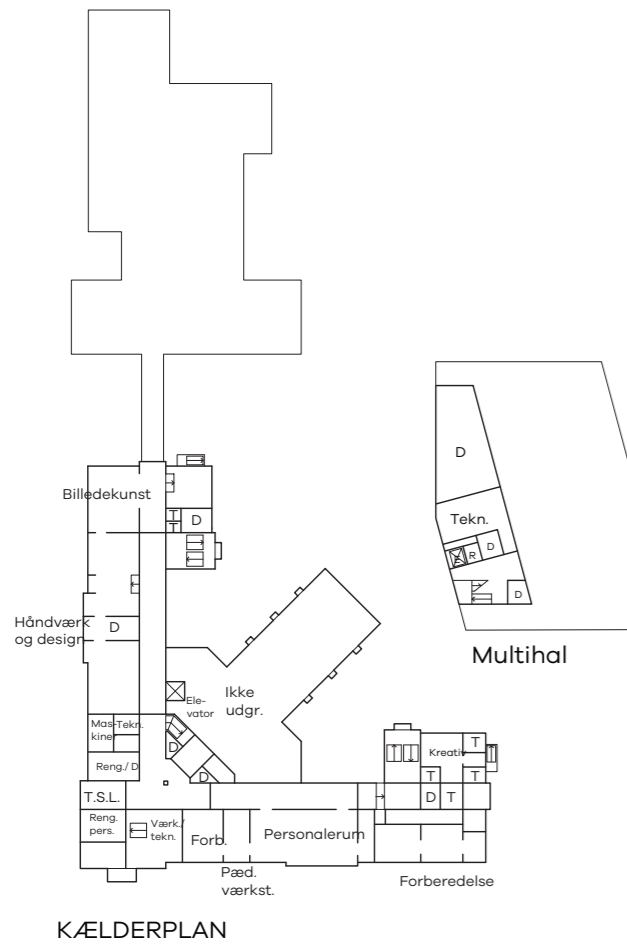 D
Billedekunst
Tekn.
T
D
T
E
R
D
Håndværk
og design
D
D
Multihal
Ikke
udgr.
Ele-
vator
Mas-
kiner
Tekn.
D
Kreativ
T
Reng./ D
D
T
T
T.S.L.
D
T
Reng.
pers.
Værk./
tekn.
Forb.
Personalerum
Pæd.
værkst.
Forberedelse
KÆLDERPLAN